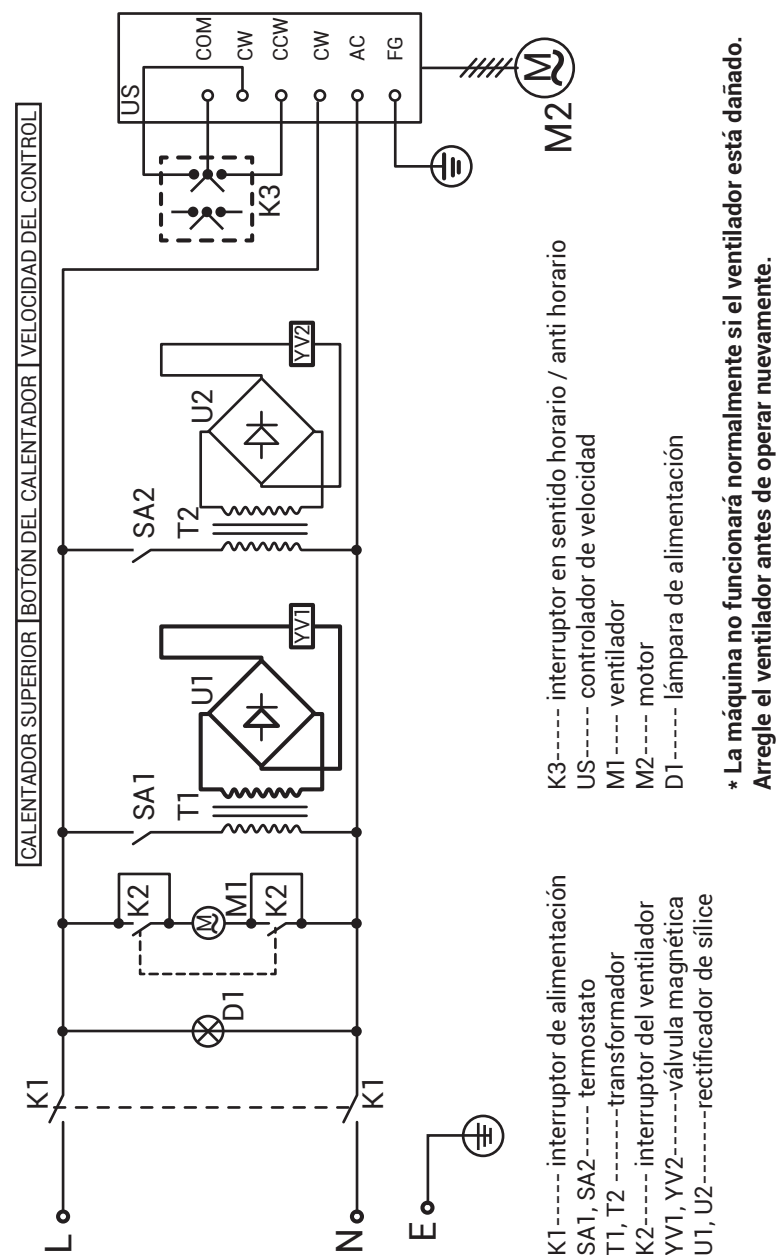 CALENTADOR SUPERIOR
BOTÓN DEL CALENTADOR
VELOCIDAD DEL CONTROL
L
N
E
K1
K1
D1
K2
M
M1
K2
SA1
T1
U1
YV1
SA2
T2
U2
YV2
K3
US
COM
CW
CCW
CW
AC
FG
M
M2
K1----- interruptor de alimentación
SA1, SA2----- termostato
T1, T2 -------transformador
K2----- interruptor del ventilador
YV1, YV2------válvula magnética
U1, U2-------rectificador de sílice
K3------ interruptor en sentido horario / anti horario
US------ controlador de velocidad
M1 ----- ventilador
M2 ----- motor
D1------ lámpara de alimentación
* La máquina no funcionará normalmente si el ventilador está dañado.
Arregle el ventilador antes de operar nuevamente.